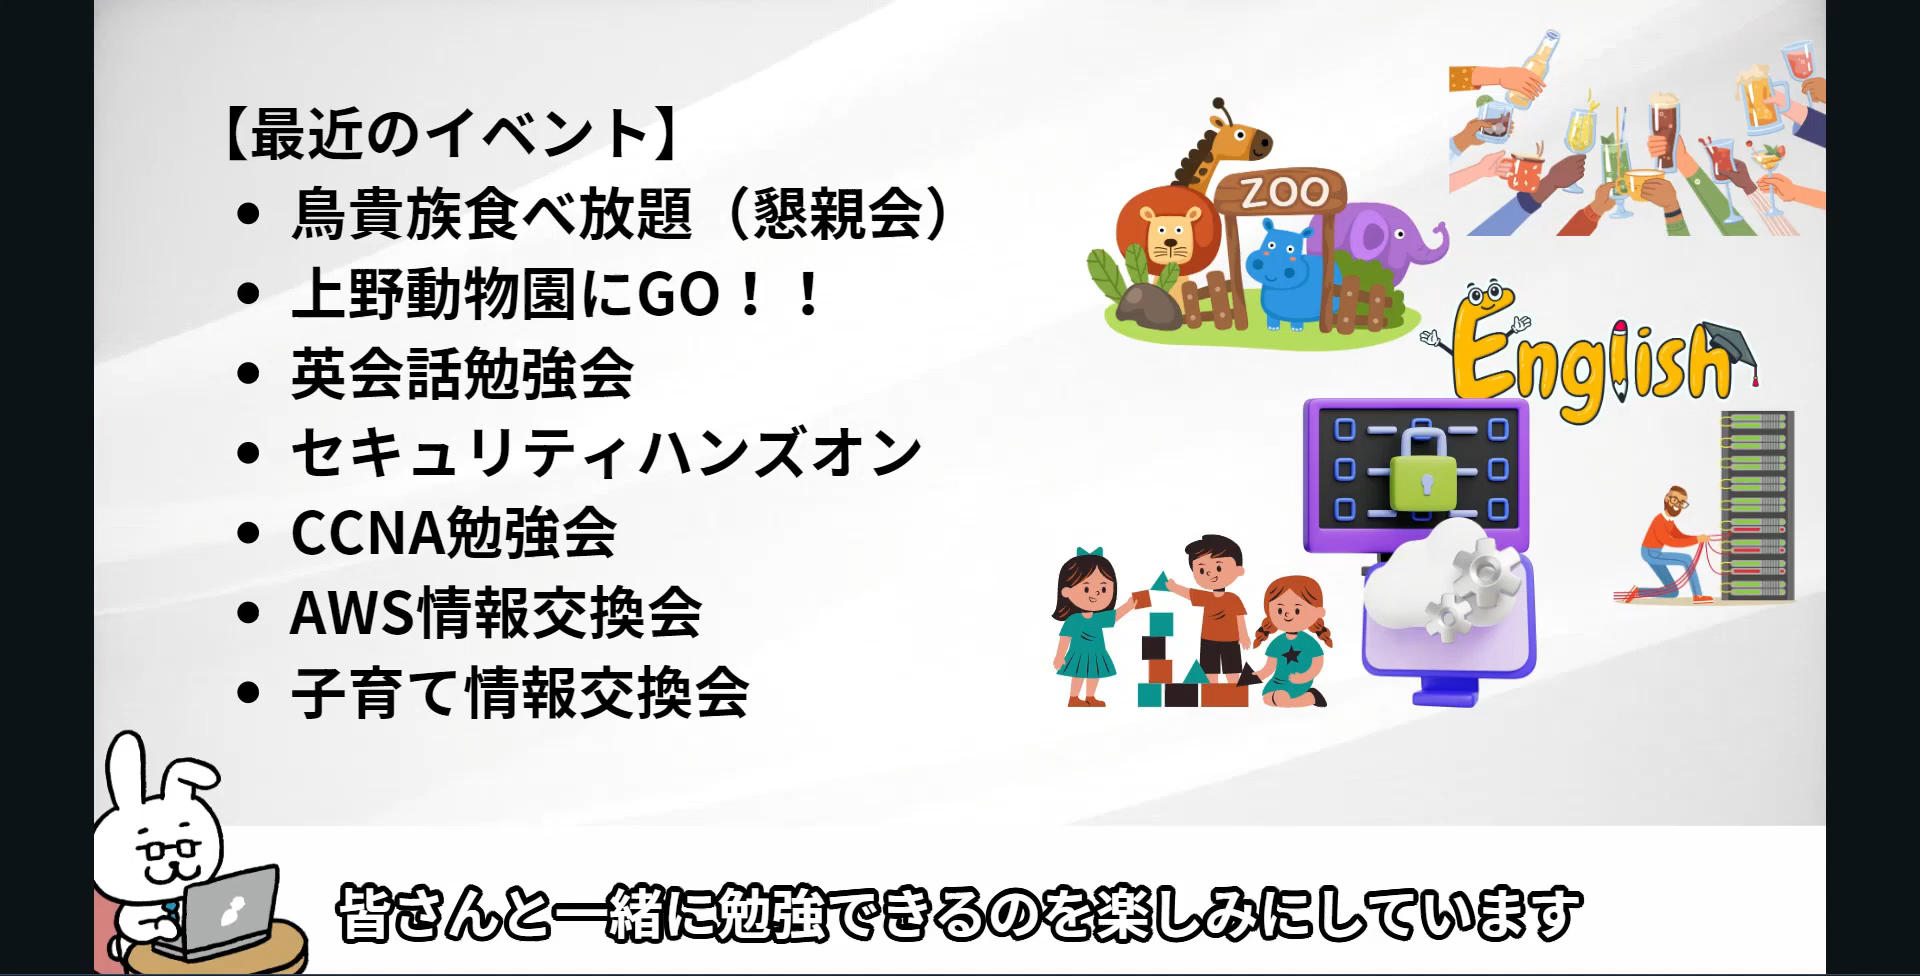 【最近のイベント】
• 鳥貴族食べ放題（懇親会）
• 上野動物園にGO！！
• 英会話勉強会
• セキュリティハンズオン
• CCNA勉強会
• AWS情報交換会
• 子育て情報交換会
ZOO
English
皆さんと一緒に勉強できるのを楽しみにしています